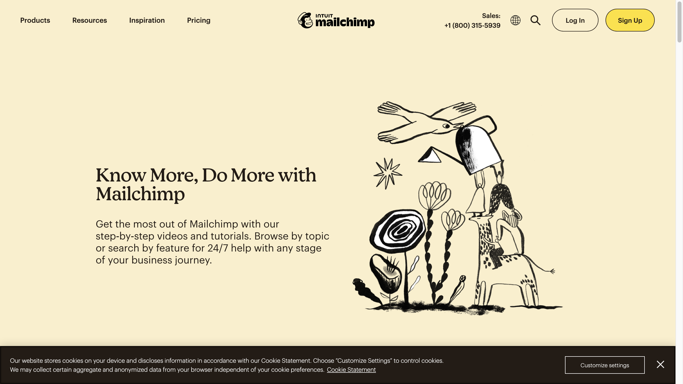 Products
Resources
Inspiration
Pricing
INTUIT
mailchimp
Sales:
+1 (800) 315-5939
Log In
Sign Up
Know More, Do More with
Mailchimp
Get the most out of Mailchimp with our
step-by-step videos and tutorials. Browse by topic
or search by feature for 24/7 help with any stage
of your business journey.
Our website stores cookies on your device and discloses information in accordance with our Cookie Statement. Choose "Customize Settings" to control cookies.
We may collect certain aggregate and anonymized data from your browser independent of your cookie preferences. Cookie Statement
Customize settings